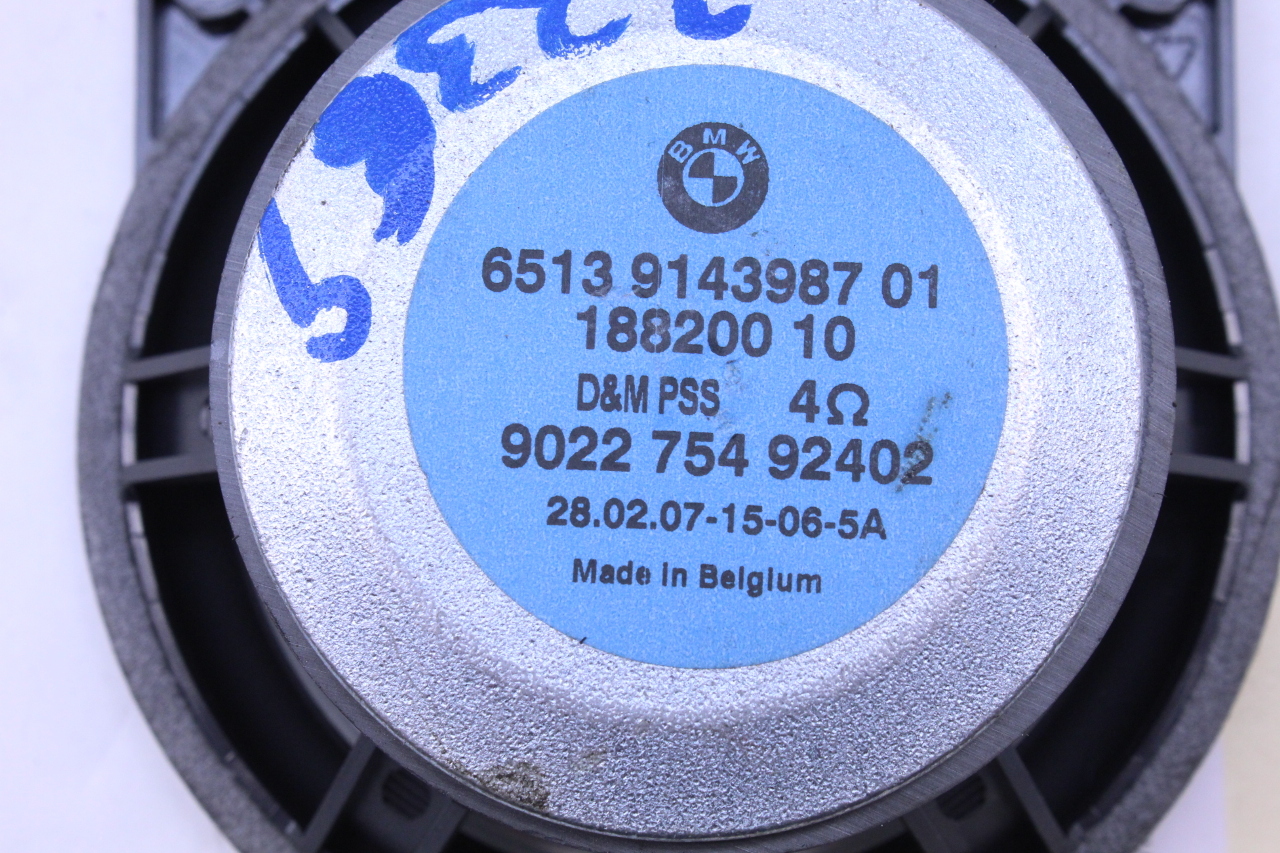 BMW
6513 9143987 01
188200 10
D&M PSS 4Ω
9022 754 92402
28.02.07-15-06-5A
Made in Belgium